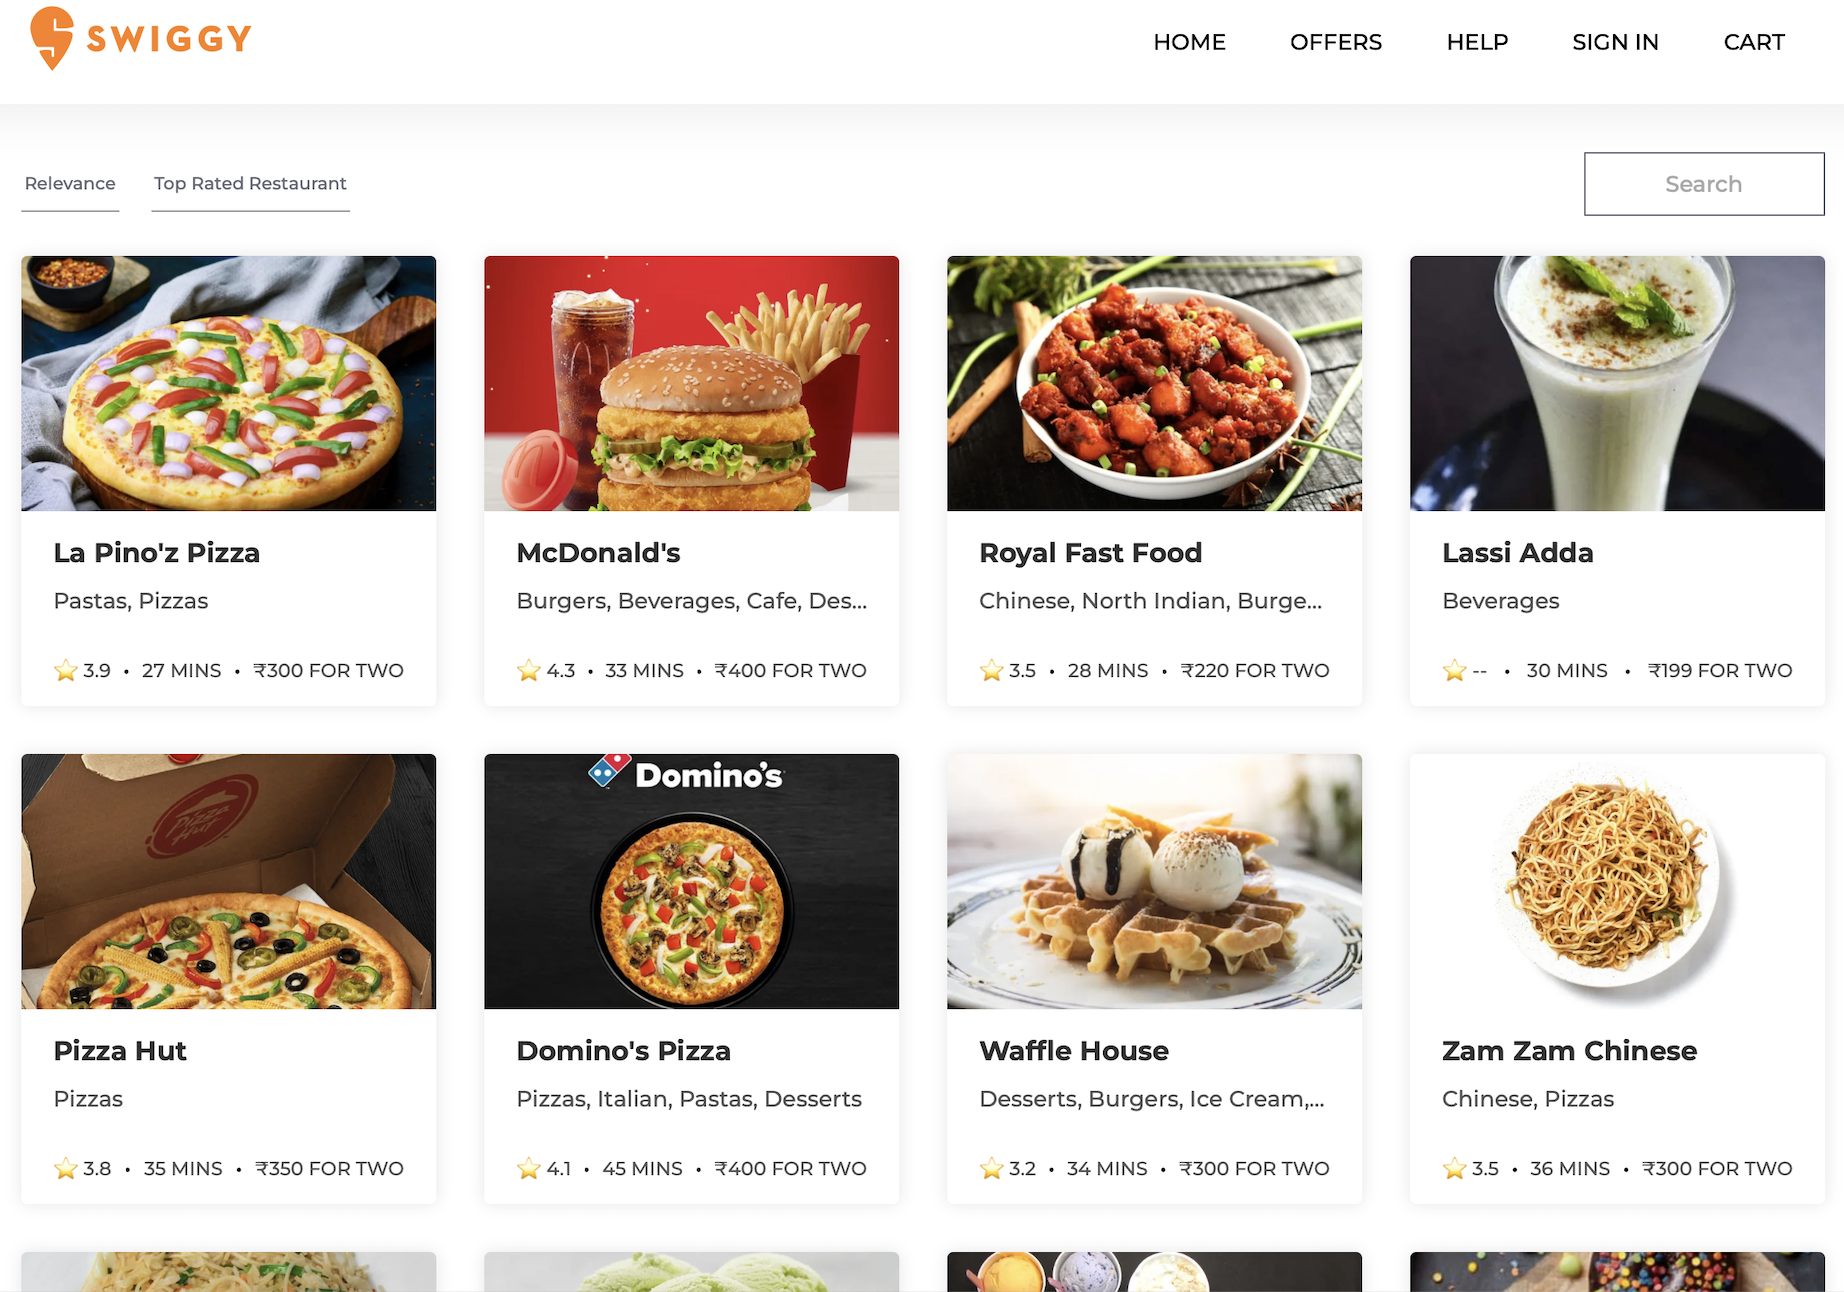 SWIGGY
HOME OFFERS HELP SIGN IN CART
Relevance Top Rated Restaurant Search
La Pino'z Pizza
Pastas, Pizzas
3.9 • 27 MINS • ₹300 FOR TWO
McDonald's
Burgers, Beverages, Cafe, Des...
4.3 • 33 MINS • ₹400 FOR TWO
Royal Fast Food
Chinese, North Indian, Burge...
3.5 • 28 MINS • ₹220 FOR TWO
Lassi Adda
Beverages
-- • 30 MINS • ₹199 FOR TWO
Pizza Hut
Pizza Hut
Pizzas
3.8 • 35 MINS • ₹350 FOR TWO
Domino's
Domino's Pizza
Pizzas, Italian, Pastas, Desserts
4.1 • 45 MINS • ₹400 FOR TWO
Waffle House
Desserts, Burgers, Ice Cream,...
3.2 • 34 MINS • ₹300 FOR TWO
Zam Zam Chinese
Chinese, Pizzas
3.5 • 36 MINS • ₹300 FOR TWO